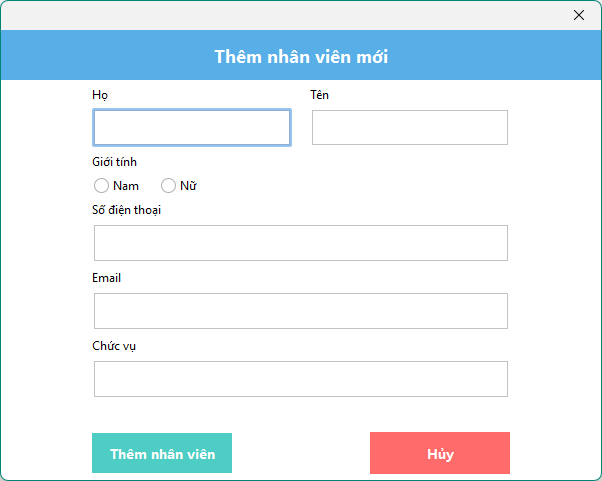 Thêm nhân viên mới
Họ Tên
Giới tính
Nam Nữ
Số điện thoại
Email
Chức vụ
Thêm nhân viên Hủy